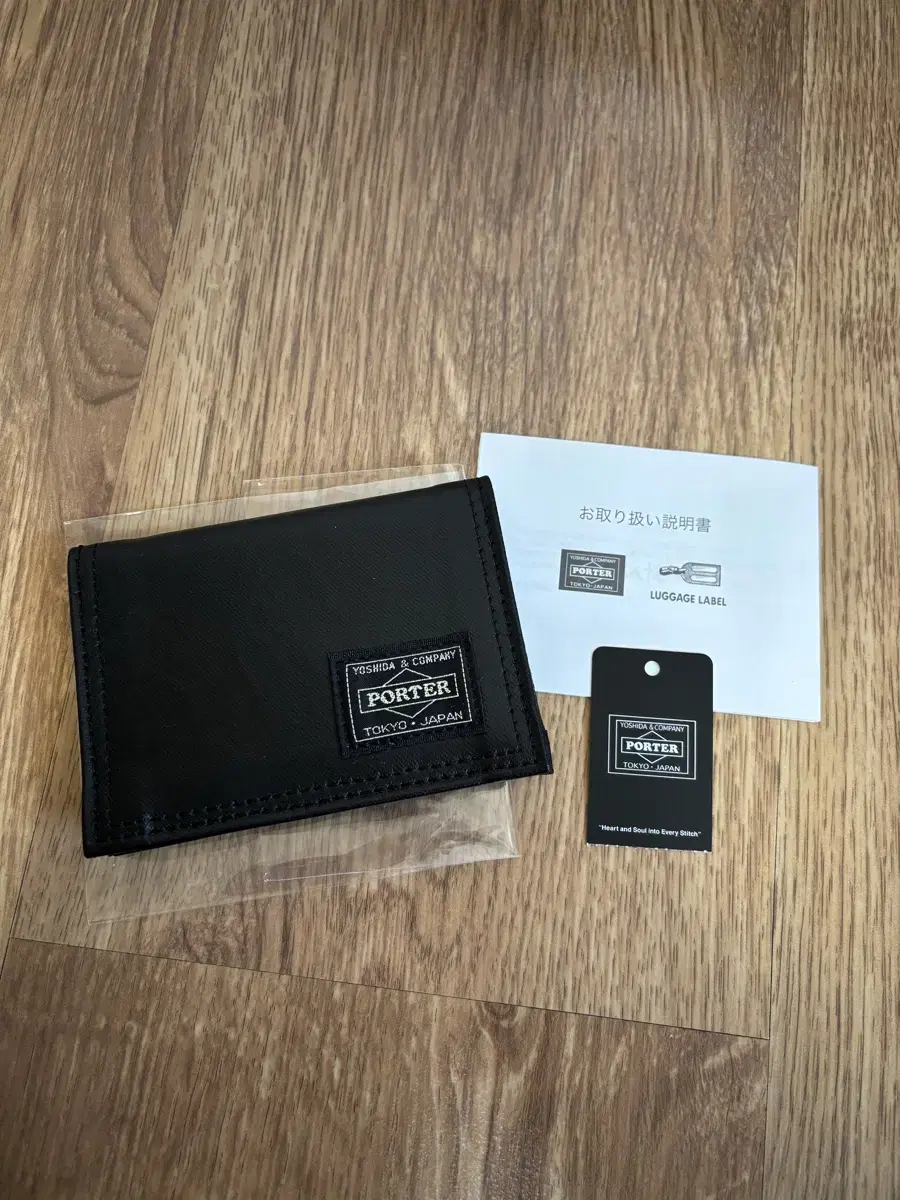 お取り扱い説明書
YOSHIDA & COMPANY
PORTER
TOKYO・JAPAN
LUGGAGE LABEL
YOSHIDA & COMPANY
PORTER
TOKYO・JAPAN
YOSHIDA & COMPANY
PORTER
TOKYO・JAPAN
"Heart and Soul into Every Stitch"